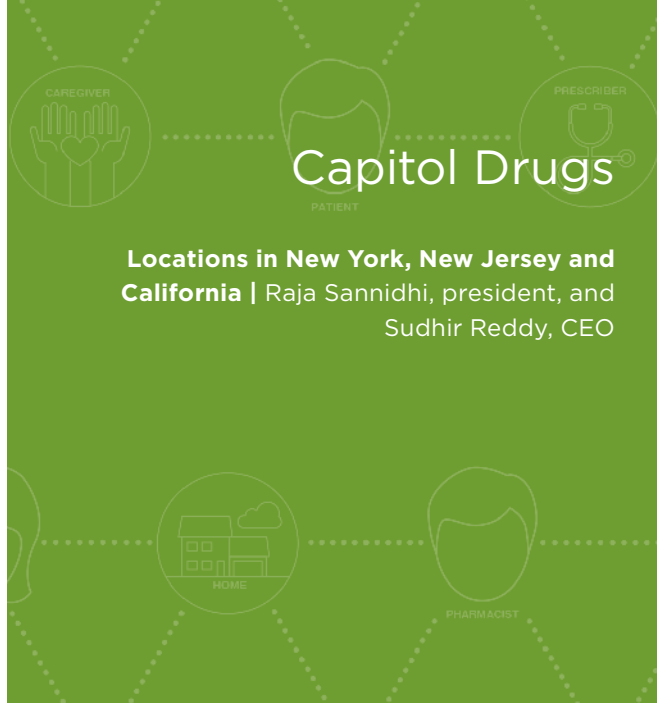 CAREGIVER
PRESCRIBER
Capitol Drugs
PATIENT
Locations in New York, New Jersey and
California | Raja Sannidhi, president, and
Sudhir Reddy, CEO
HOME
PHARMACIST